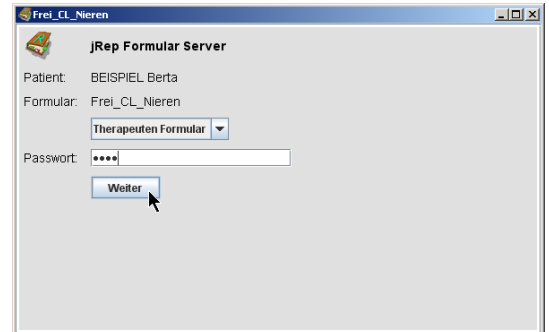 Frei_CL_Nieren
jRep Formular Server
Patient: BEISPIEL Berta
Formular: Frei_CL_Nieren
Therapeuten Formular
Passwort: ••••
Weiter